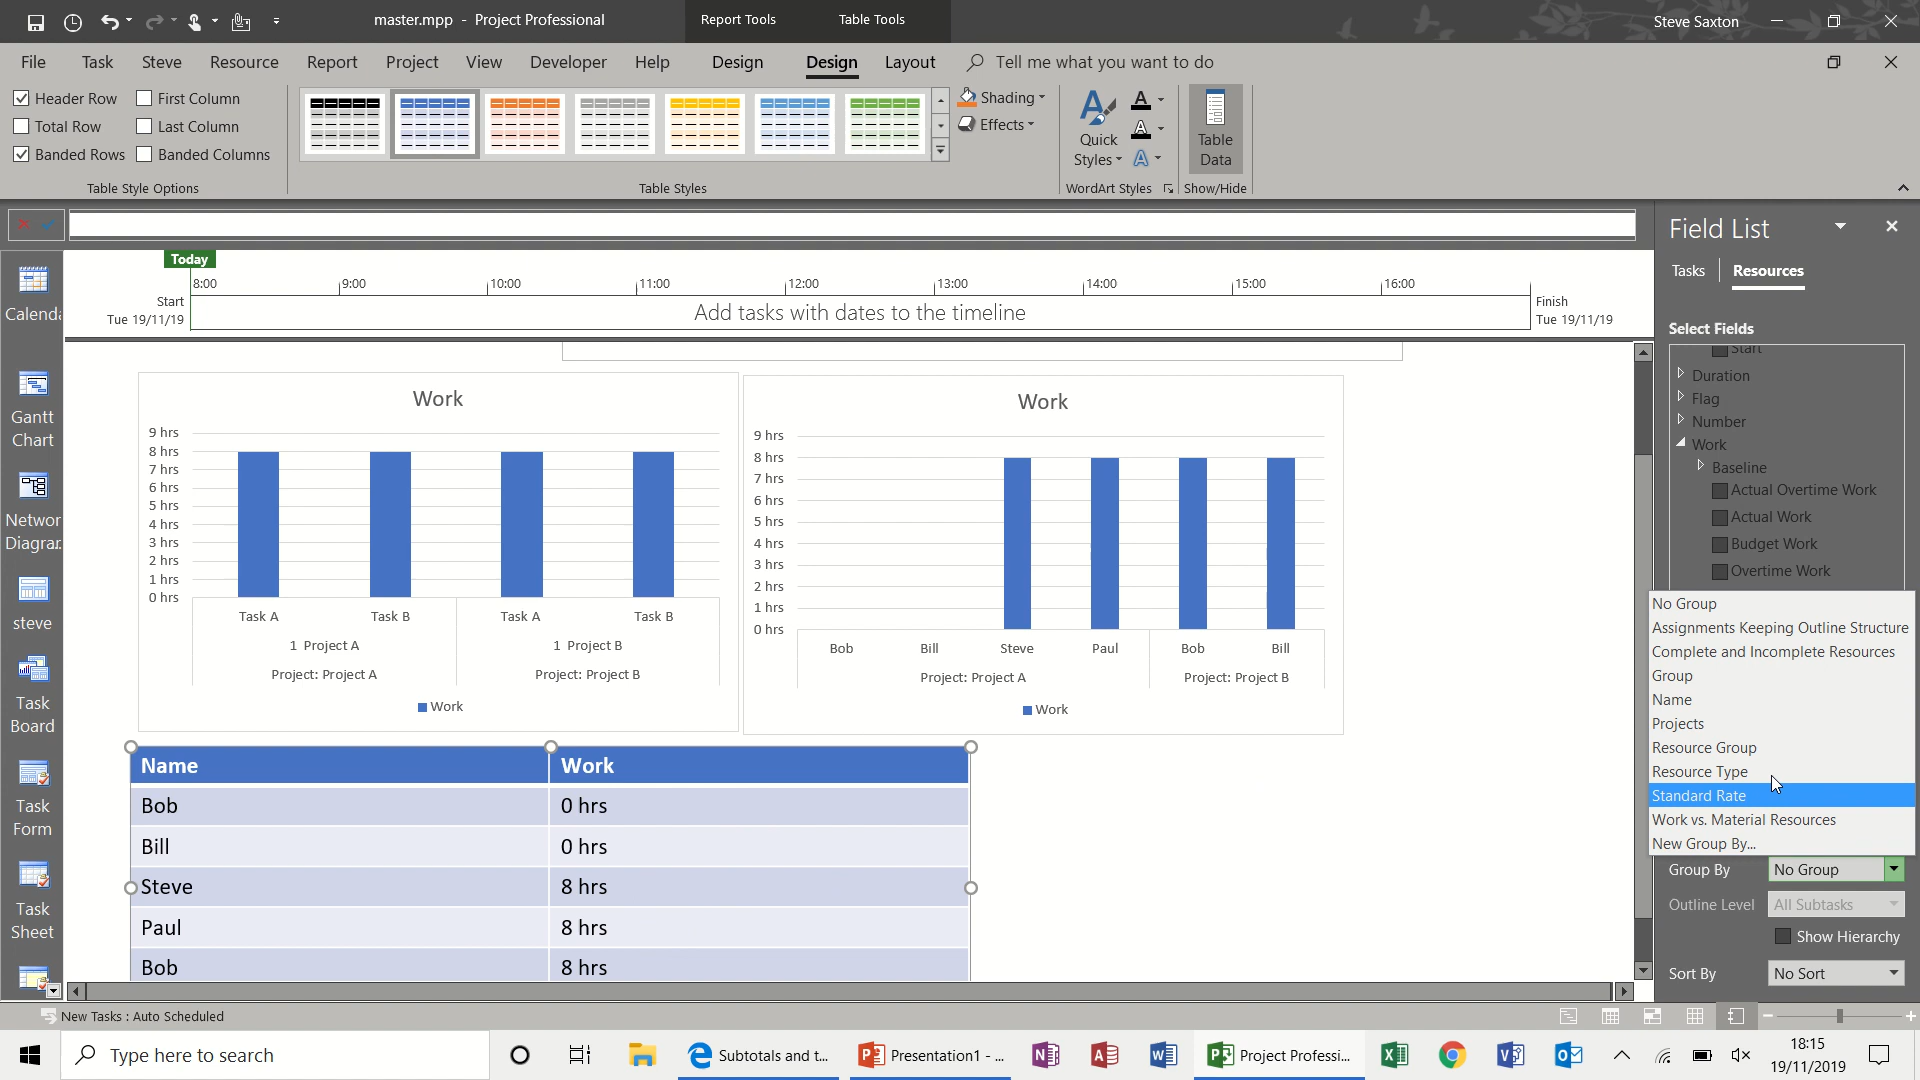 master.mpp - Project Professional
Report Tools
Table Tools
Steve Saxton
File
Task
Steve
Resource
Report
Project
View
Developer
Help
Design
Design
Layout
Tell me what you want to do
Header Row
First Column
Total Row
Last Column
Banded Rows
Banded Columns
Table Style Options
Table Styles
Shading
Effects
Quick
Styles
WordArt Styles
Table
Data
Show/Hide
Field List
Tasks
Resources
Select Fields
Start
Duration
Flag
Number
Work
Baseline
Actual Overtime Work
Actual Work
Budget Work
Overtime Work
No Group
Assignments Keeping Outline Structure
Complete and Incomplete Resources
Group
Name
Projects
Resource Group
Resource Type
Standard Rate
Work vs. Material Resources
New Group By...
Group By
No Group
Outline Level
All Subtasks
Show Hierarchy
Sort By
No Sort
Calenda
Gantt
Chart
Networ
Diagrar
steve
Task
Board
Task
Form
Task
Sheet
Today
8:00
9:00
10:00
11:00
12:00
13:00
14:00
15:00
16:00
Start
Tue 19/11/19
Add tasks with dates to the timeline
Finish
Tue 19/11/19
Work
9 hrs
8 hrs
7 hrs
6 hrs
5 hrs
4 hrs
3 hrs
2 hrs
1 hrs
0 hrs
Task A
Task B
Task A
Task B
1 Project A
1 Project B
Project: Project A
Project: Project B
Work
Work
9 hrs
8 hrs
7 hrs
6 hrs
5 hrs
4 hrs
3 hrs
2 hrs
1 hrs
0 hrs
Bob
Bill
Steve
Paul
Bob
Bill
Project: Project A
Project: Project B
Work
Name
Work
Bob
0 hrs
Bill
0 hrs
Steve
8 hrs
Paul
8 hrs
Bob
8 hrs
New Tasks : Auto Scheduled
Type here to search
Subtotals and t...
Presentation1 - ...
Project Professi...
18:15
19/11/2019